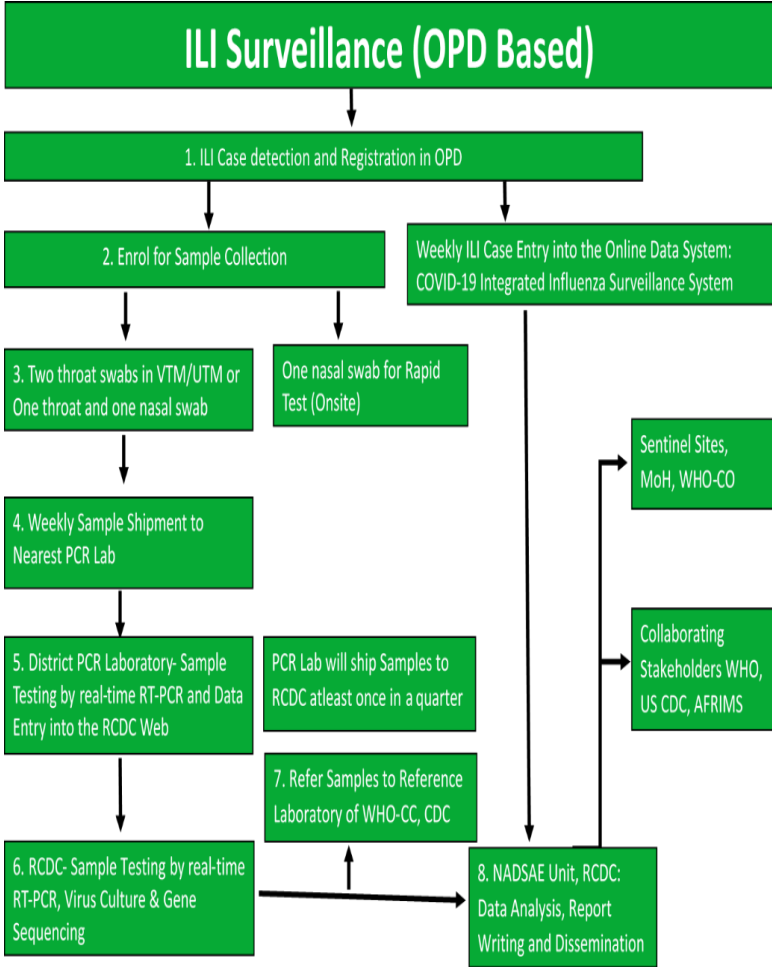 ILI Surveillance (OPD Based)
1. ILI Case detection and Registration in OPD
2. Enrol for Sample Collection
Weekly ILI Case Entry into the Online Data System:
COVID-19 Integrated Influenza Surveillance System
3. Two throat swabs in VTM/UTM or
One throat and one nasal swab
One nasal swab for Rapid
Test (Onsite)
Sentinel Sites,
MoH, WHO-CO
4. Weekly Sample Shipment to
Nearest PCR Lab
5. District PCR Laboratory- Sample
Testing by real-time RT-PCR and Data
Entry into the RCDC Web
PCR Lab will ship Samples to
RCDC atleast once in a quarter
Collaborating
Stakeholders WHO,
US CDC, AFRIMS
7. Refer Samples to Reference
Laboratory of WHO-CC, CDC
6. RCDC- Sample Testing by real-time
RT-PCR, Virus Culture & Gene
Sequencing
8. NADSAE Unit, RCDC:
Data Analysis, Report
Writing and Dissemination